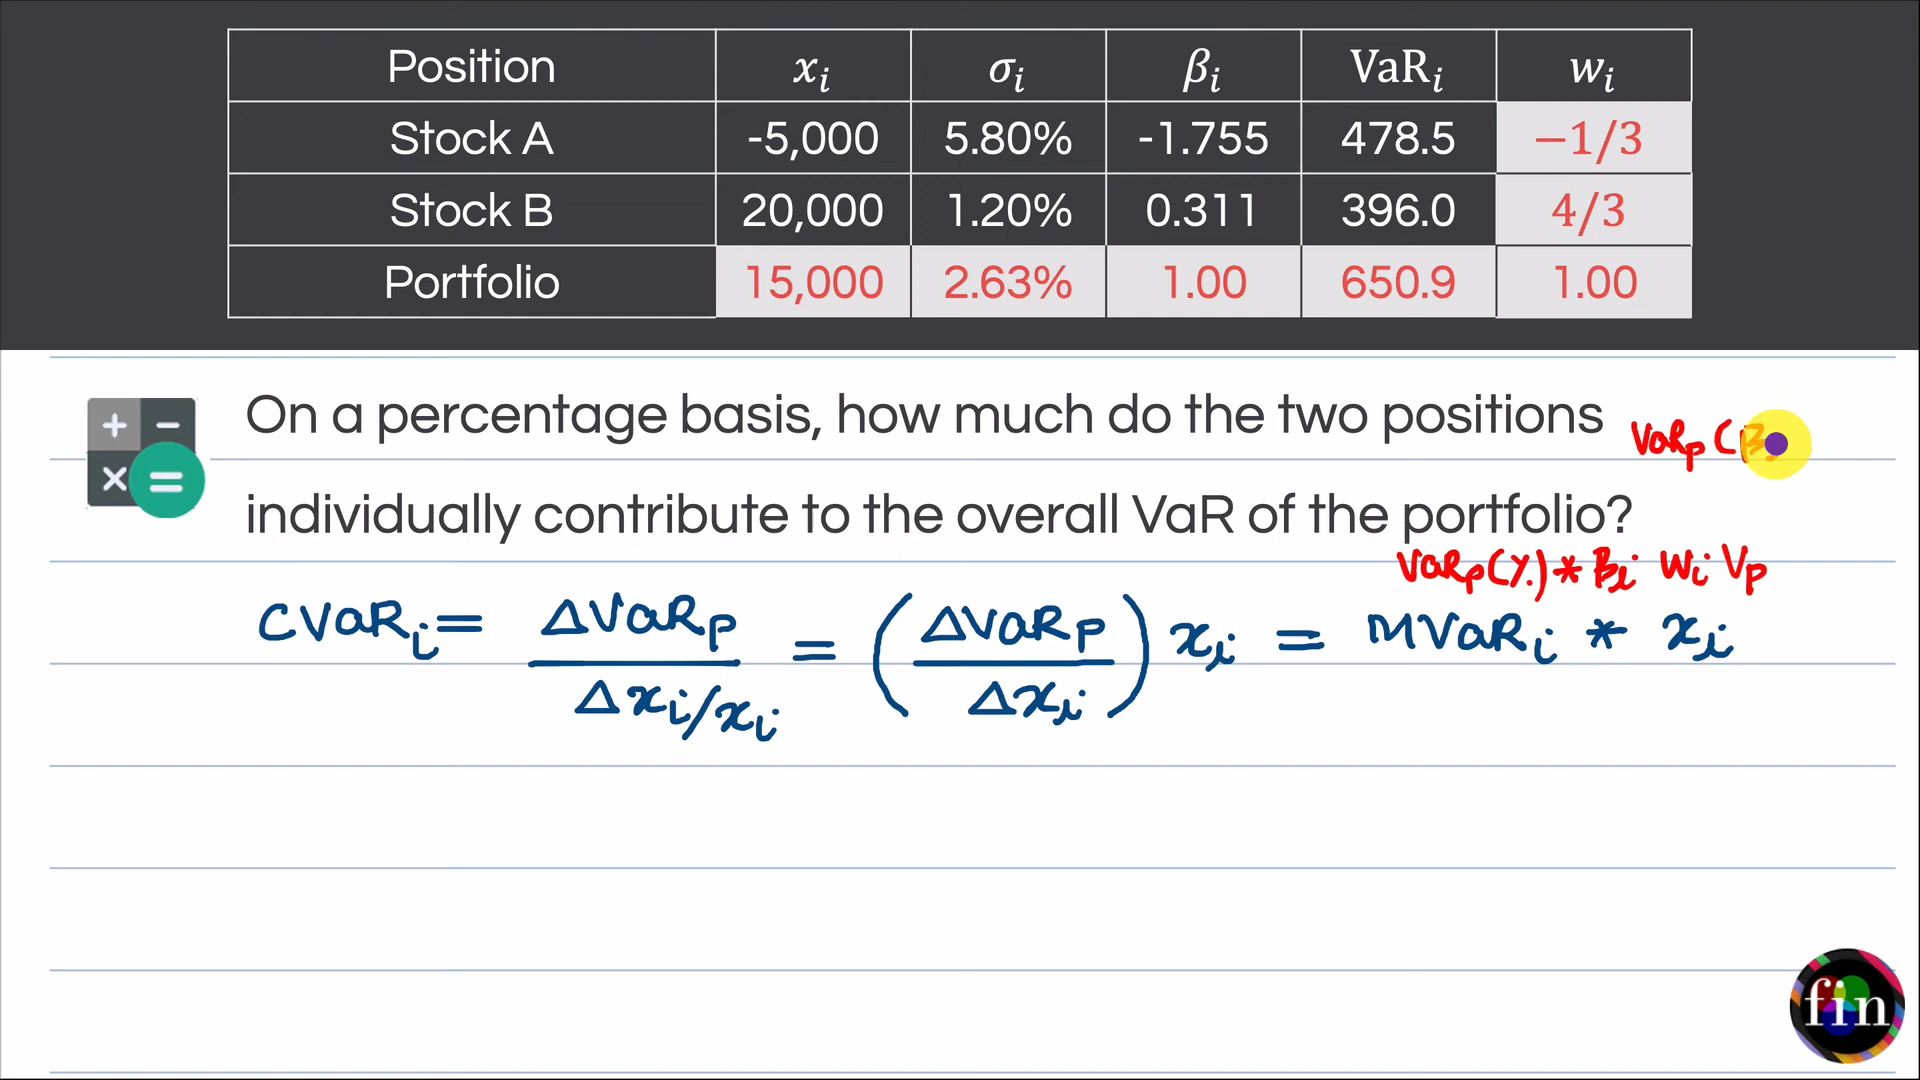 Position xᵢ σᵢ βᵢ VaRᵢ wᵢ
Stock A -5,000 5.80% -1.755 478.5 −1/3
Stock B 20,000 1.20% 0.311 396.0 4/3
Portfolio 15,000 2.63% 1.00 650.9 1.00
+ −
× =
On a percentage basis, how much do the two positions
VaRₚ (β
individually contribute to the overall VaR of the portfolio?
VaRₚ(%) * βᵢ wᵢ Vₚ
CVaRᵢ = ΔVaRₚ / (Δxᵢ/xᵢ) = (ΔVaRₚ / Δxᵢ) xᵢ = MVaRᵢ * xᵢ
fin